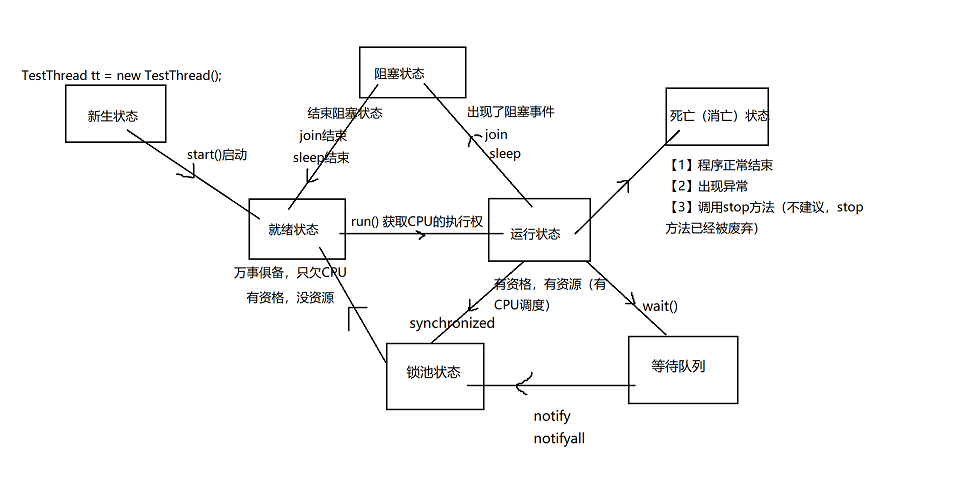 TestThread tt = new TestThread();
新生状态
start()启动
阻塞状态
结束阻塞状态
join结束
sleep结束
出现了阻塞事件
join
sleep
死亡（消亡）状态
【1】程序正常结束
【2】出现异常
【3】调用stop方法（不建议，stop
方法已经被废弃）
就绪状态
万事俱备，只欠CPU
有资格，没资源
run() 获取CPU的执行权
运行状态
有资格，有资源（有
CPU调度）
synchronized
wait()
锁池状态
等待队列
notify
notifyall